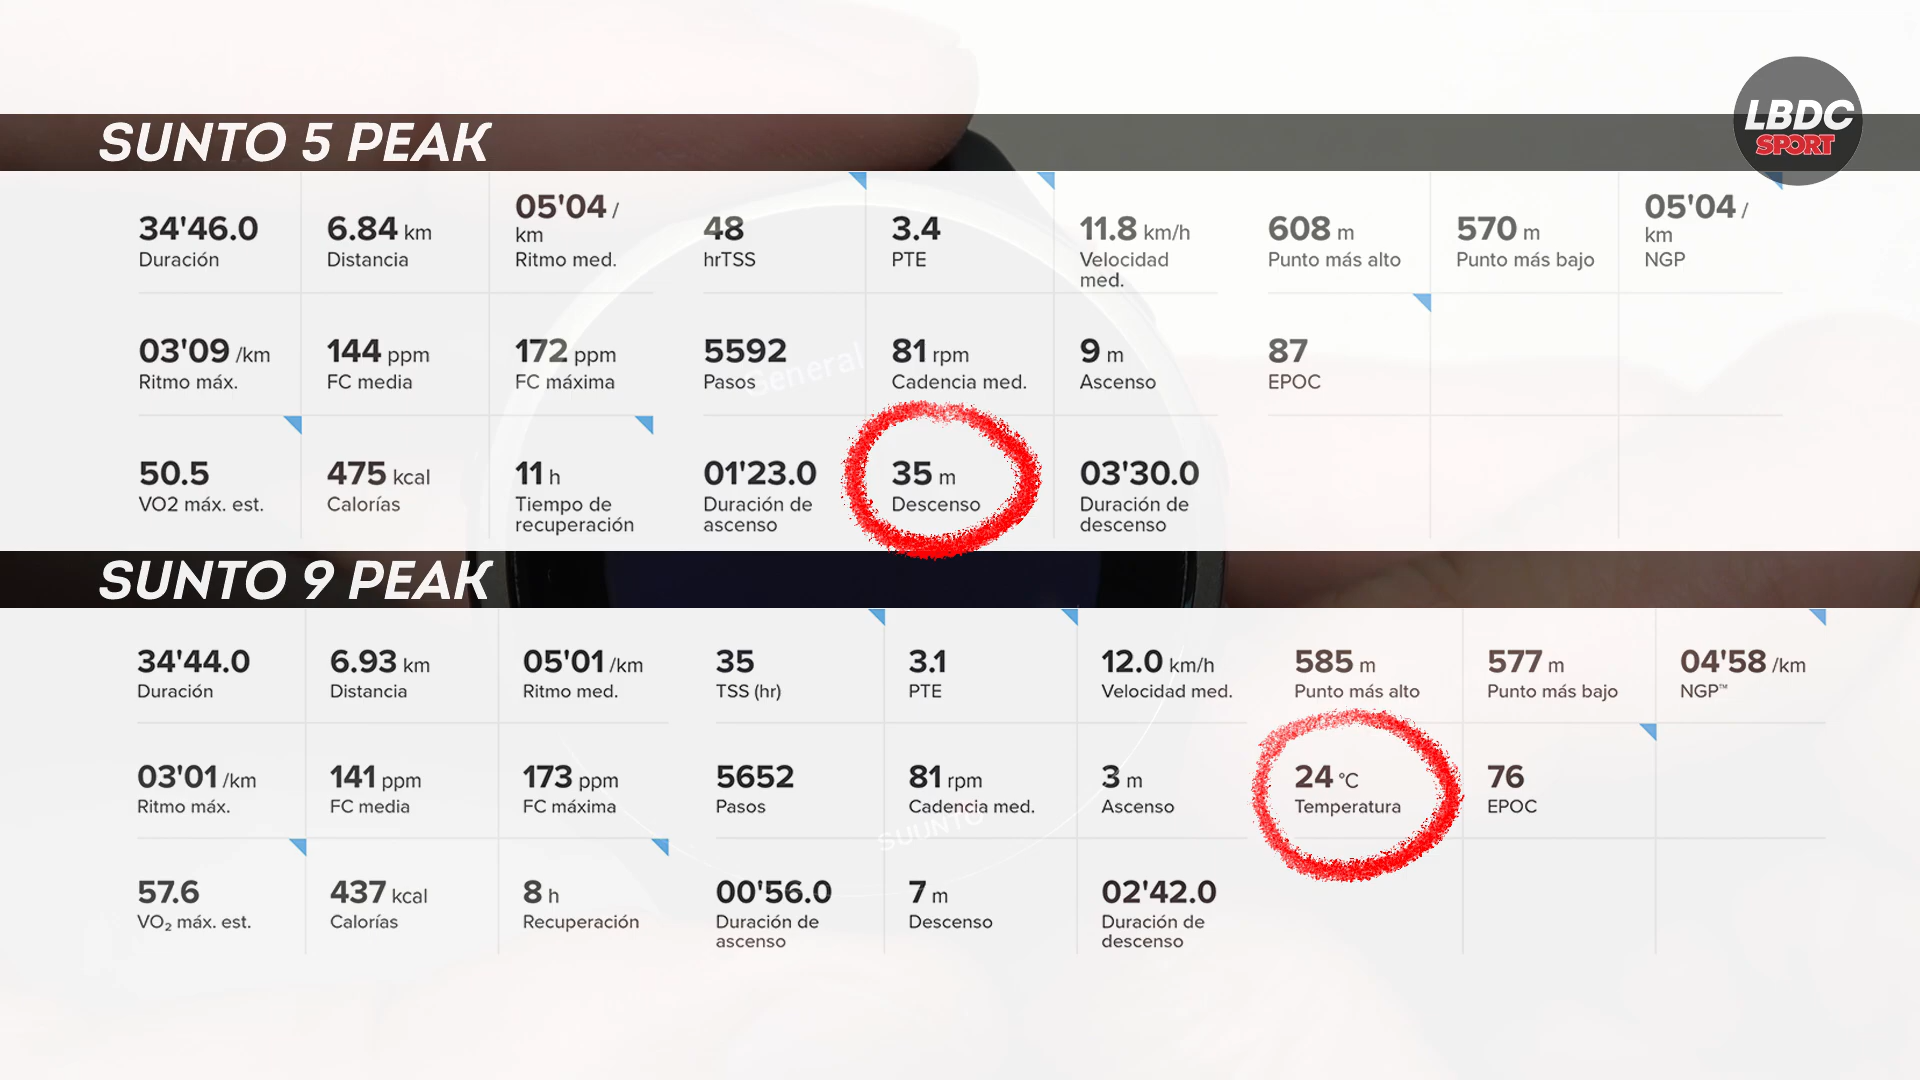 LBDC
SPORT
SUNTO 5 PEAK
34'46.0
Duración
6.84 km
Distancia
05'04 /
km
Ritmo med.
48
hrTSS
3.4
PTE
11.8 km/h
Velocidad
med.
608 m
Punto más alto
570 m
Punto más bajo
05'04 /
km
NGP
03'09 /km
Ritmo máx.
144 ppm
FC media
172 ppm
FC máxima
5592
Pasos
81 rpm
Cadencia med.
9 m
Ascenso
87
EPOC
General
50.5
VO2 máx. est.
475 kcal
Calorías
11 h
Tiempo de
recuperación
01'23.0
Duración de
ascenso
35 m
Descenso
03'30.0
Duración de
descenso
SUNTO 9 PEAK
34'44.0
Duración
6.93 km
Distancia
05'01 /km
Ritmo med.
35
TSS (hr)
3.1
PTE
12.0 km/h
Velocidad med.
585 m
Punto más alto
577 m
Punto más bajo
04'58 /km
NGP™
03'01 /km
Ritmo máx.
141 ppm
FC media
173 ppm
FC máxima
5652
Pasos
81 rpm
Cadencia med.
3 m
Ascenso
24 °C
Temperatura
76
EPOC
SUUNTO
57.6
VO₂ máx. est.
437 kcal
Calorías
8 h
Recuperación
00'56.0
Duración de
ascenso
7 m
Descenso
02'42.0
Duración de
descenso